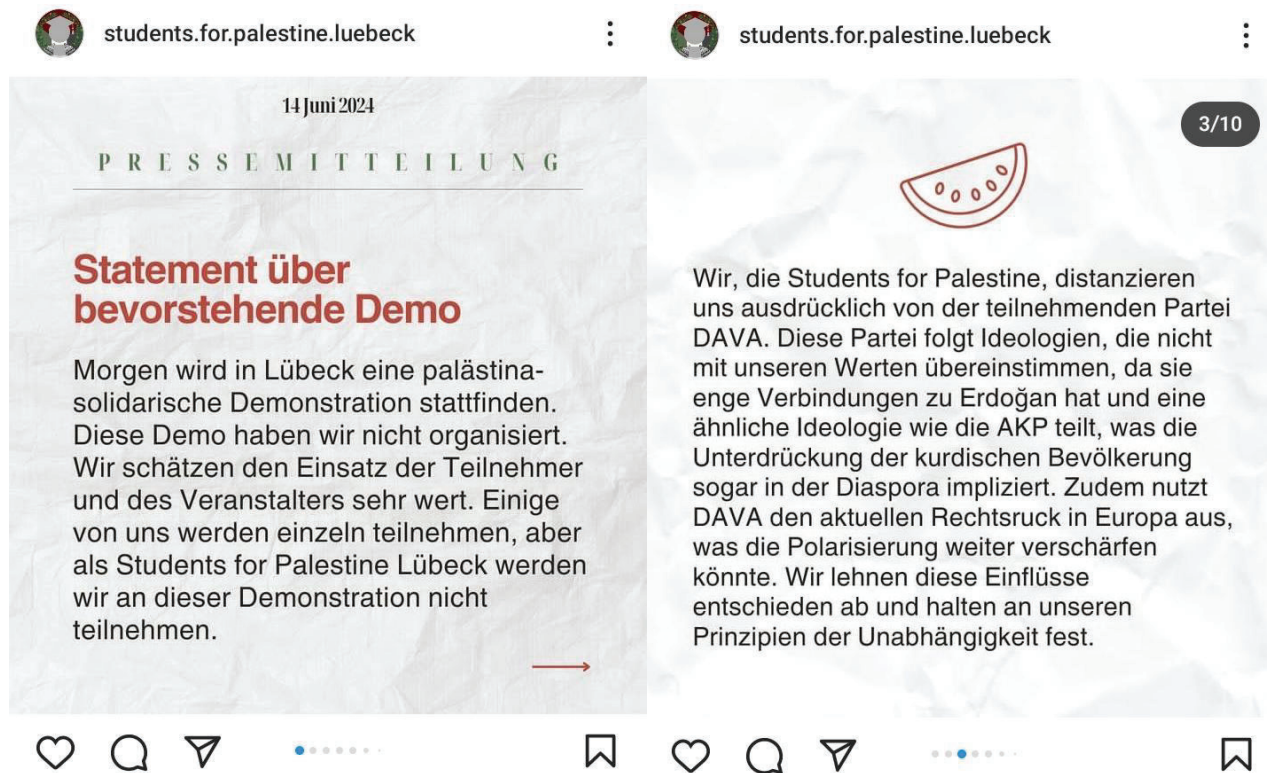 students.for.palestine.luebeck
14 Juni 2024
PRESSEMITTEILUNG
Statement über
bevorstehende Demo
Morgen wird in Lübeck eine palästina-
solidarische Demonstration stattfinden.
Diese Demo haben wir nicht organisiert.
Wir schätzen den Einsatz der Teilnehmer
und des Veranstalters sehr wert. Einige
von uns werden einzeln teilnehmen, aber
als Students for Palestine Lübeck werden
wir an dieser Demonstration nicht
teilnehmen.
students.for.palestine.luebeck
3/10
Wir, die Students for Palestine, distanzieren
uns ausdrücklich von der teilnehmenden Partei
DAVA. Diese Partei folgt Ideologien, die nicht
mit unseren Werten übereinstimmen, da sie
enge Verbindungen zu Erdoğan hat und eine
ähnliche Ideologie wie die AKP teilt, was die
Unterdrückung der kurdischen Bevölkerung
sogar in der Diaspora impliziert. Zudem nutzt
DAVA den aktuellen Rechtsruck in Europa aus,
was die Polarisierung weiter verschärfen
könnte. Wir lehnen diese Einflüsse
entschieden ab und halten an unseren
Prinzipien der Unabhängigkeit fest.